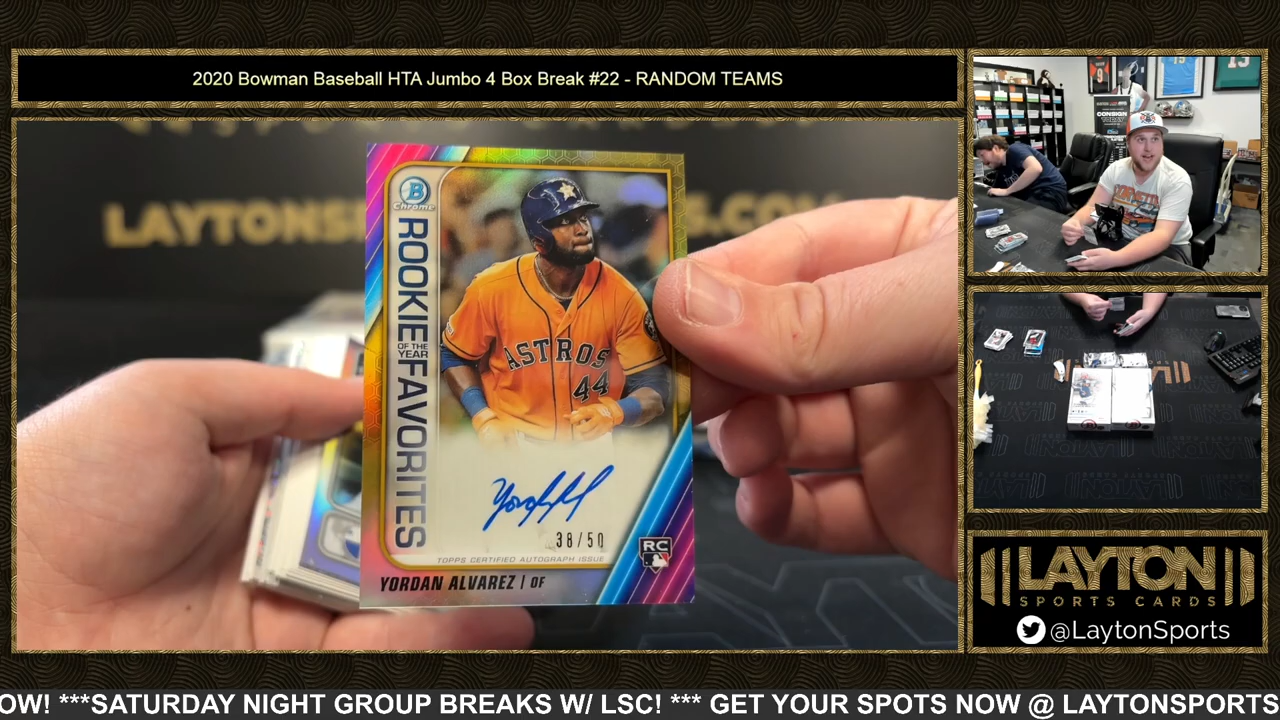 2020 Bowman Baseball HTA Jumbo 4 Box Break #22 - RANDOM TEAMS
B
Chrome
ROOKIE
OF THE
YEAR
FAVORITES
ASTROS
44
38/50
TOPPS CERTIFIED AUTOGRAPH ISSUE
RC
YORDAN ALVAREZ | OF
CONSIGN
LAYTON
SPORTS CARDS
@LaytonSports
OW! ***SATURDAY NIGHT GROUP BREAKS W/ LSC! *** GET YOUR SPOTS NOW @ LAYTONSPORTS